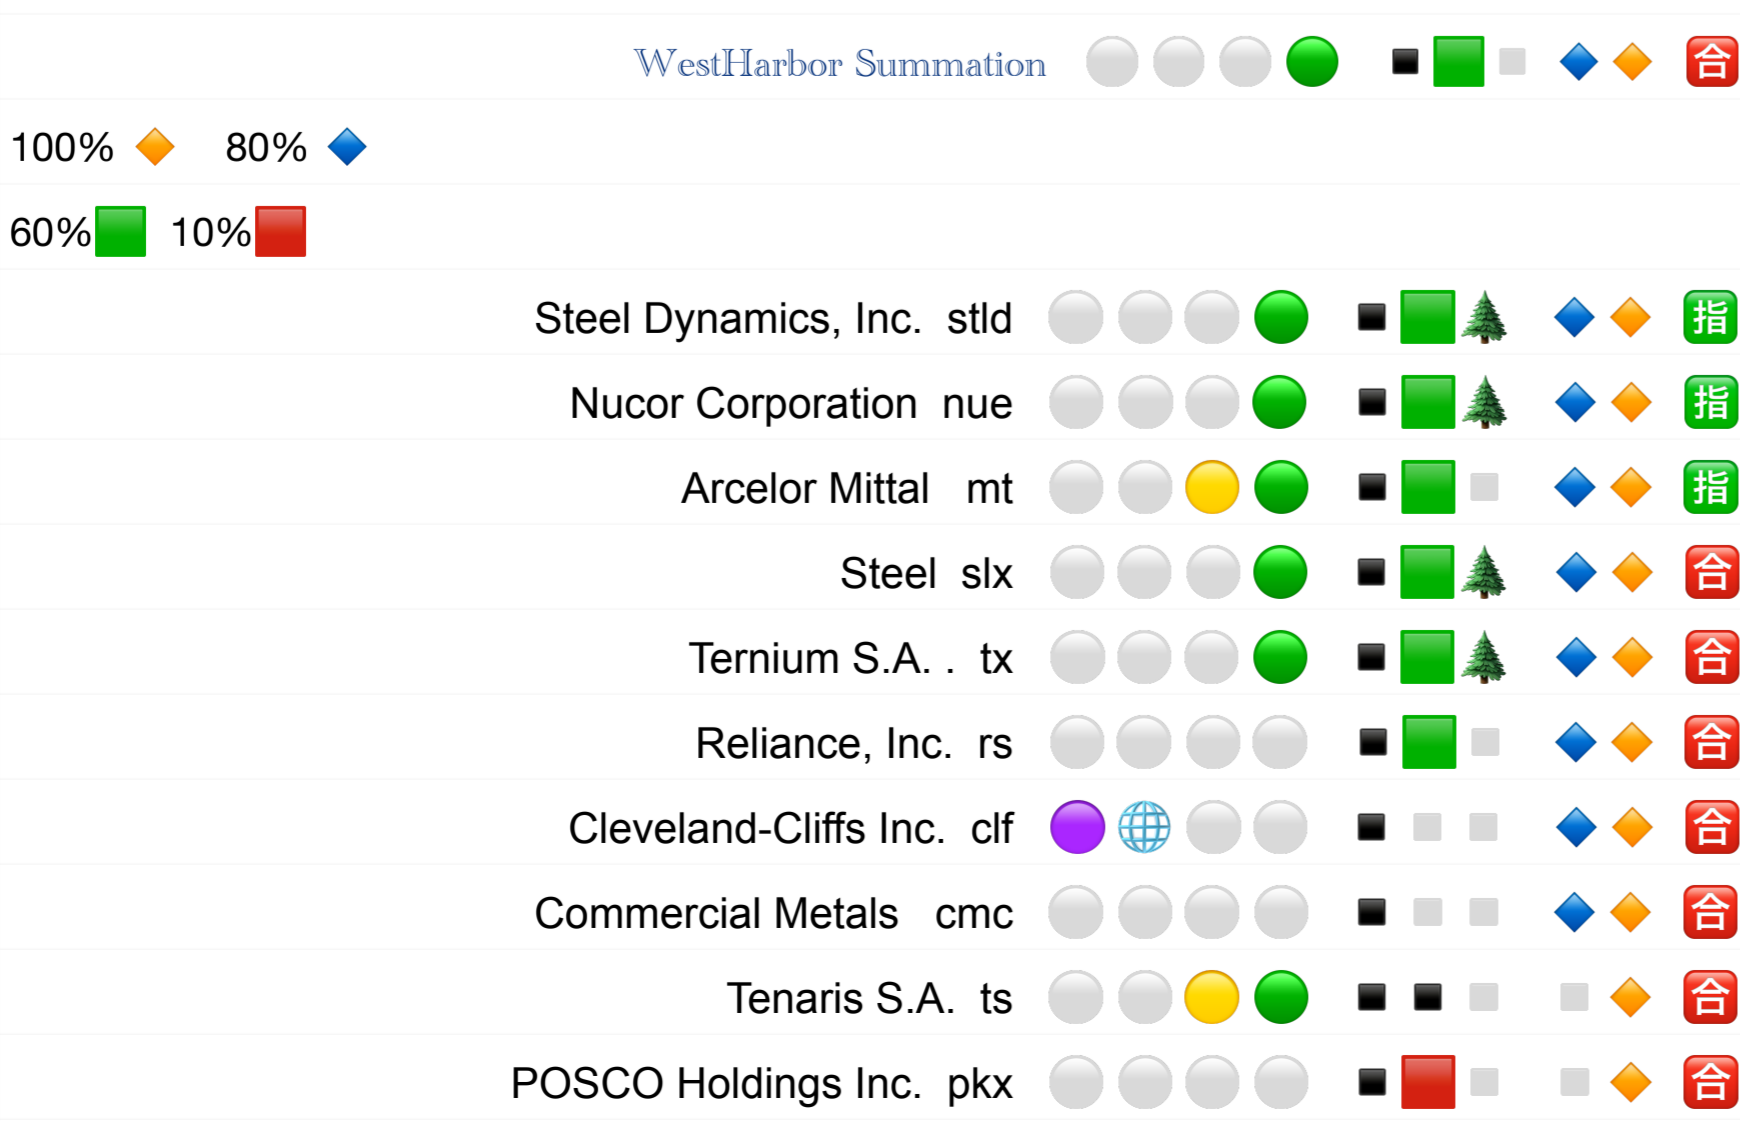 WestHarbor Summation 合
100% 80%
60% 10%
Steel Dynamics, Inc. stld 指
Nucor Corporation nue 指
Arcelor Mittal mt 指
Steel slx 合
Ternium S.A. . tx 合
Reliance, Inc. rs 合
Cleveland-Cliffs Inc. clf 合
Commercial Metals cmc 合
Tenaris S.A. ts 合
POSCO Holdings Inc. pkx 合